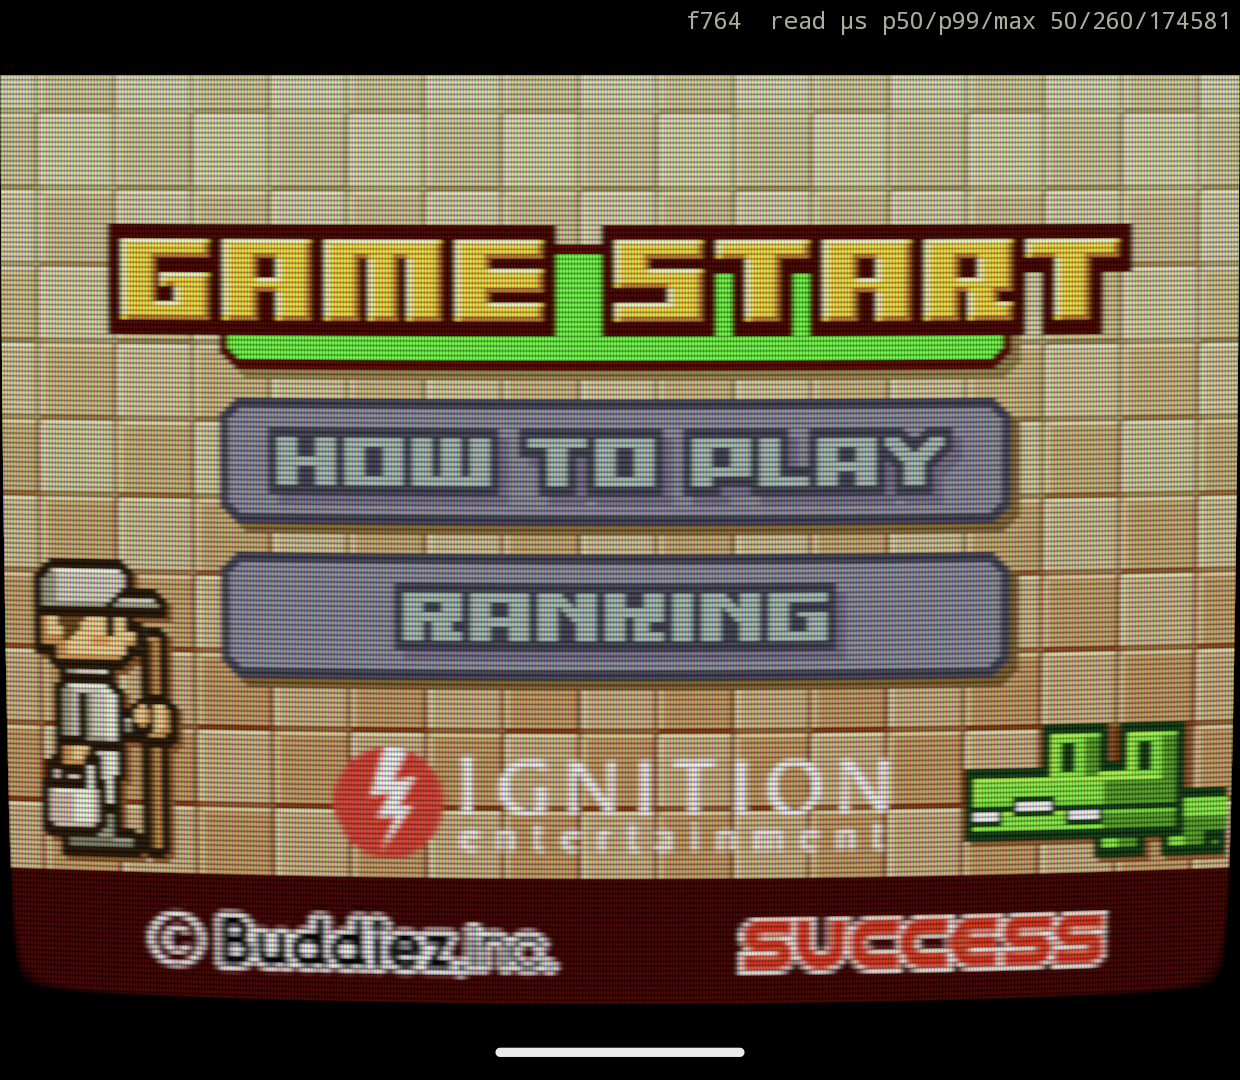 f764 read µs p50/p99/max 50/260/174581
GAME START
HOW TO PLAY
RANKING
IGNITION
entertainment
© Buddiez,Inc.
SUCCESS